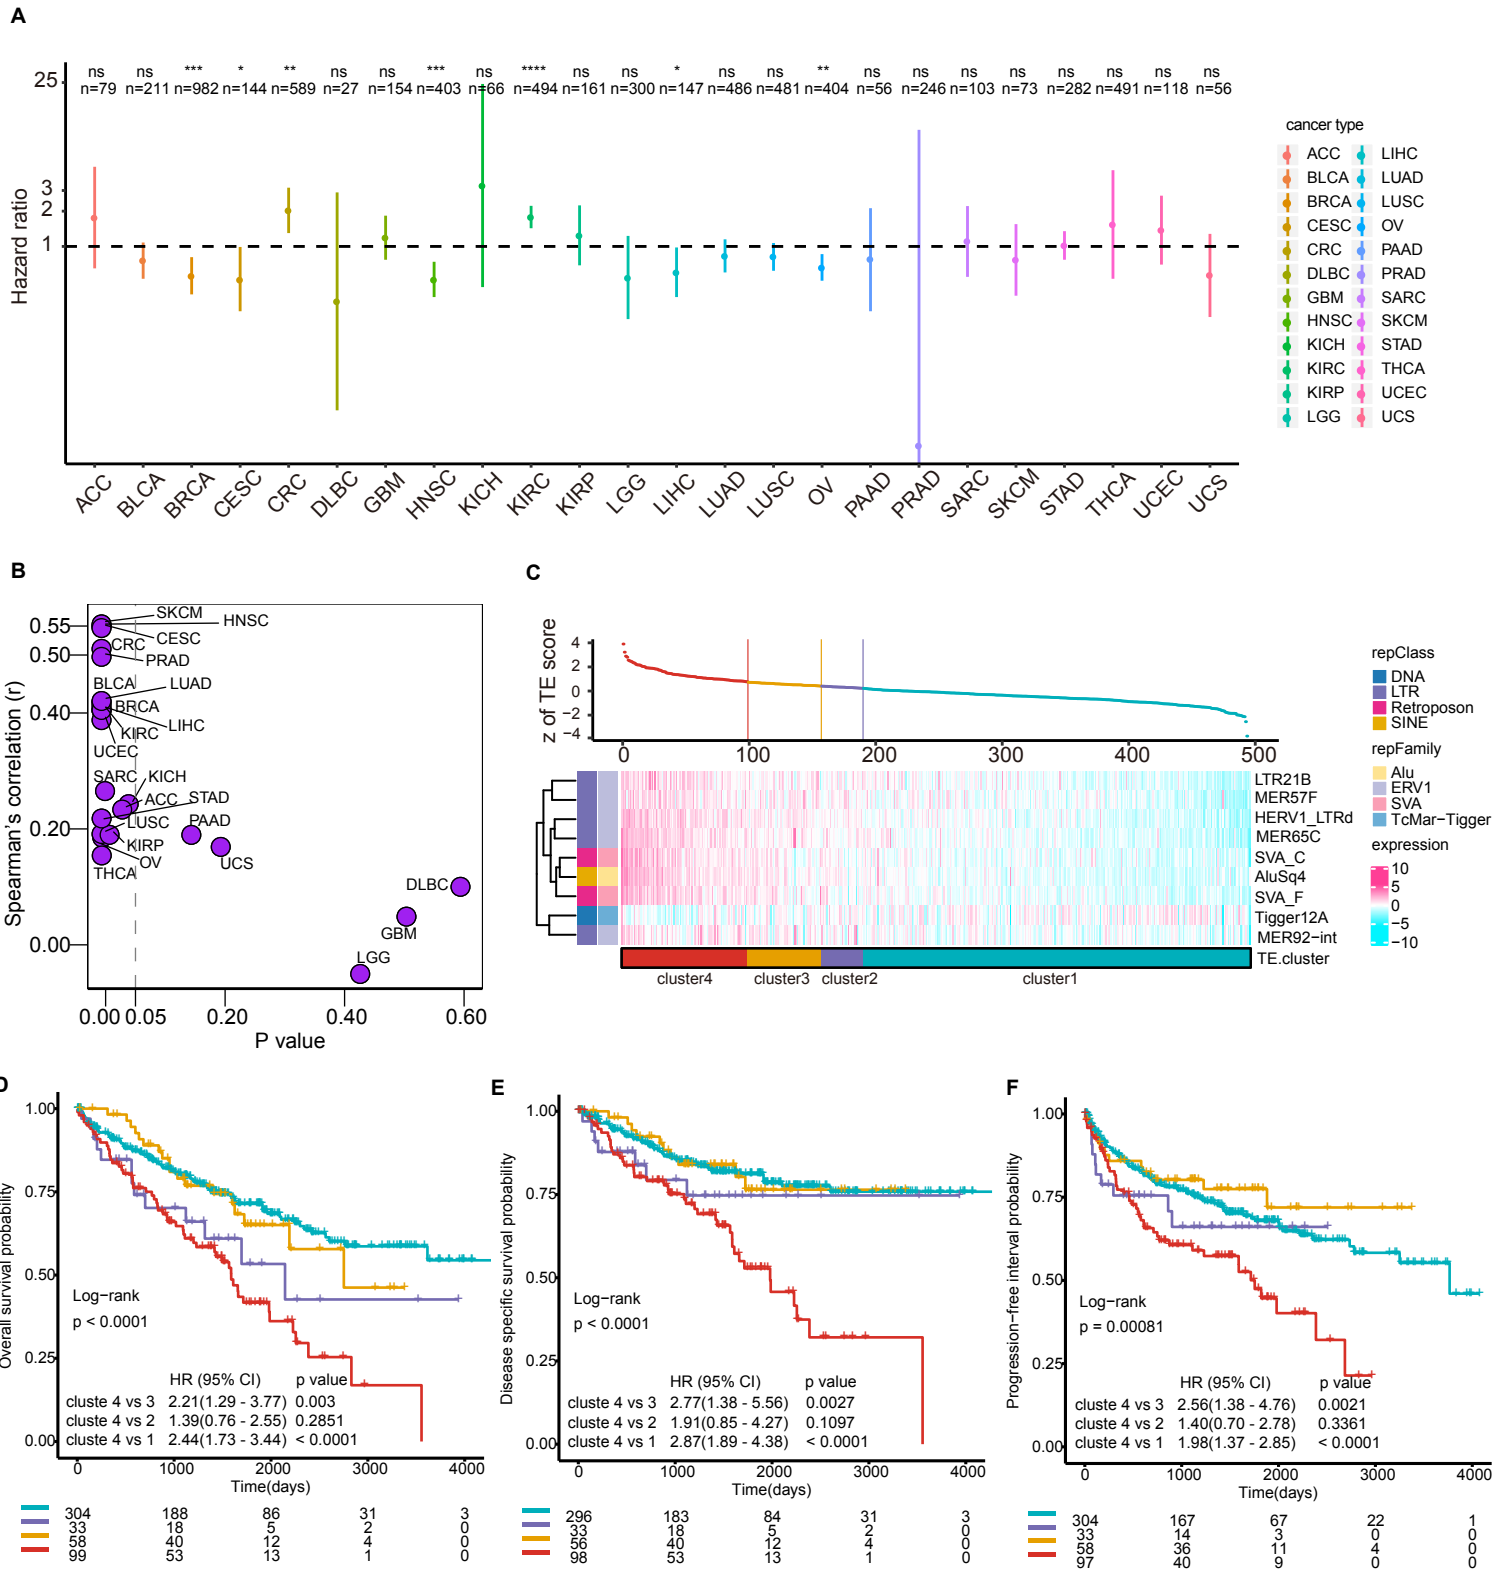 A
ns ns *** * ** ns ns *** ns **** ns ns * ns ns ** ns ns ns ns ns ns ns ns
n=79 n=211 n=982 n=144 n=589 n=27 n=154 n=403 n=66 n=494 n=161 n=300 n=147 n=486 n=481 n=404 n=56 n=246 n=103 n=73 n=282 n=491 n=118 n=56
25
3
2
1
Hazard ratio
ACC BLCA BRCA CESC CRC DLBC GBM HNSC KICH KIRC KIRP LGG LIHC LUAD LUSC OV PAAD PRAD SARC SKCM STAD THCA UCEC UCS
cancer type
ACC LIHC
BLCA LUAD
BRCA LUSC
CESC OV
CRC PAAD
DLBC PRAD
GBM SARC
HNSC SKCM
KICH STAD
KIRC THCA
KIRP UCEC
LGG UCS
B
Spearman's correlation (r)
0.55
0.50
0.40
0.20
0.00
SKCM
HNSC
CESC
CRC
PRAD
BLCA
LUAD
BRCA
LIHC
KIRC
UCEC
SARC
KICH
ACC
STAD
LUSC
PAAD
KIRP
OV
UCS
THCA
DLBC
GBM
LGG
0.00 0.05 0.20 0.40 0.60
P value
C
z of TE score
4
2
0
−2
−4
0 100 200 300 400 500
LTR21B
MER57F
HERV1_LTRd
MER65C
SVA_C
AluSq4
SVA_F
Tigger12A
MER92−int
TE.cluster
cluster4 cluster3 cluster2 cluster1
repClass
DNA
LTR
Retroposon
SINE
repFamily
Alu
ERV1
SVA
TcMar−Tigger
expression
10
5
0
−5
−10
D
Overall survival probability
1.00
0.75
0.50
0.25
0.00
Log−rank
p < 0.0001
HR (95% CI) p value
cluste 4 vs 3 2.21(1.29 - 3.77) 0.003
cluste 4 vs 2 1.39(0.76 - 2.55) 0.2851
cluste 4 vs 1 2.44(1.73 - 3.44) < 0.0001
0 1000 2000 3000 4000
Time(days)
304 188 86 31 3
33 18 5 2 0
58 40 12 4 0
99 53 13 1 0
E
Disease specific survival probability
1.00
0.75
0.50
0.25
0.00
Log−rank
p < 0.0001
HR (95% CI) p value
cluste 4 vs 3 2.77(1.38 - 5.56) 0.0027
cluste 4 vs 2 1.91(0.85 - 4.27) 0.1097
cluste 4 vs 1 2.87(1.89 - 4.38) < 0.0001
0 1000 2000 3000 4000
Time(days)
296 183 84 31 3
33 18 5 2 0
56 40 12 4 0
98 53 13 1 0
F
Progression−free interval probability
1.00
0.75
0.50
0.25
0.00
Log−rank
p = 0.00081
HR (95% CI) p value
cluste 4 vs 3 2.56(1.38 - 4.76) 0.0021
cluste 4 vs 2 1.40(0.70 - 2.78) 0.3361
cluste 4 vs 1 1.98(1.37 - 2.85) < 0.0001
0 1000 2000 3000 4000
Time(days)
304 167 67 22 1
33 14 3 0 0
58 36 11 4 0
97 40 9 0 0